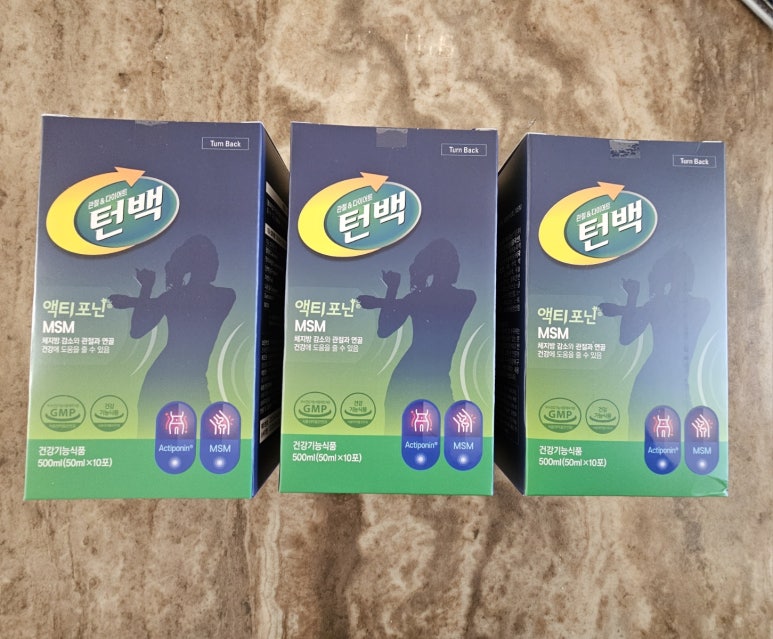 Turn Back
관절 & 다이어트
턴백
액티포닌
MSM
체지방 감소와 관절과 연골
건강에 도움을 줄 수 있음
GMP
건강
기능식품
Actiponin®
MSM
건강기능식품
500ml(50ml×10포)
Turn Back
관절 & 다이어트
턴백
액티포닌
MSM
체지방 감소와 관절과 연골
건강에 도움을 줄 수 있음
GMP
건강
기능식품
Actiponin®
MSM
건강기능식품
500ml(50ml×10포)
Turn Back
관절 & 다이어트
턴백
액티포닌
MSM
체지방 감소와 관절과 연골
건강에 도움을 줄 수 있음
GMP
건강
기능식품
Actiponin®
MSM
건강기능식품
500ml(50ml×10포)